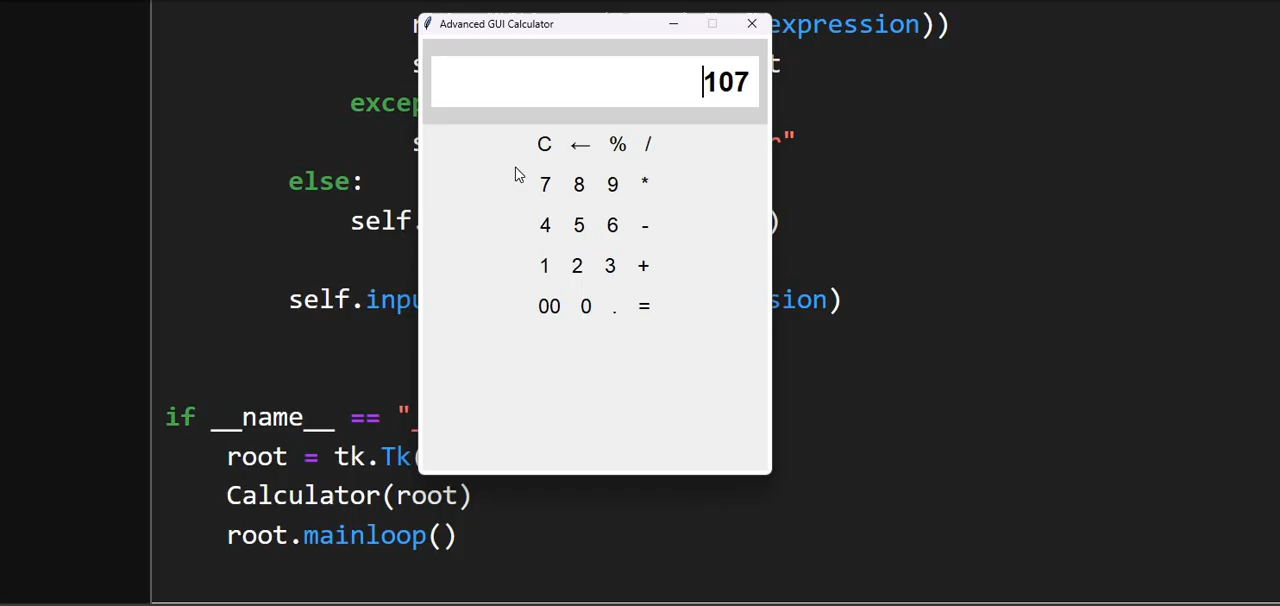 expression))
Advanced GUI Calculator
107
excep
"
C ← % /
else:
7 8 9 *
self.
)
4 5 6 -
1 2 3 +
self.inpu sion)
00 0 . =
if __name__ == "_
root = tk.Tk(
Calculator(root)
root.mainloop()